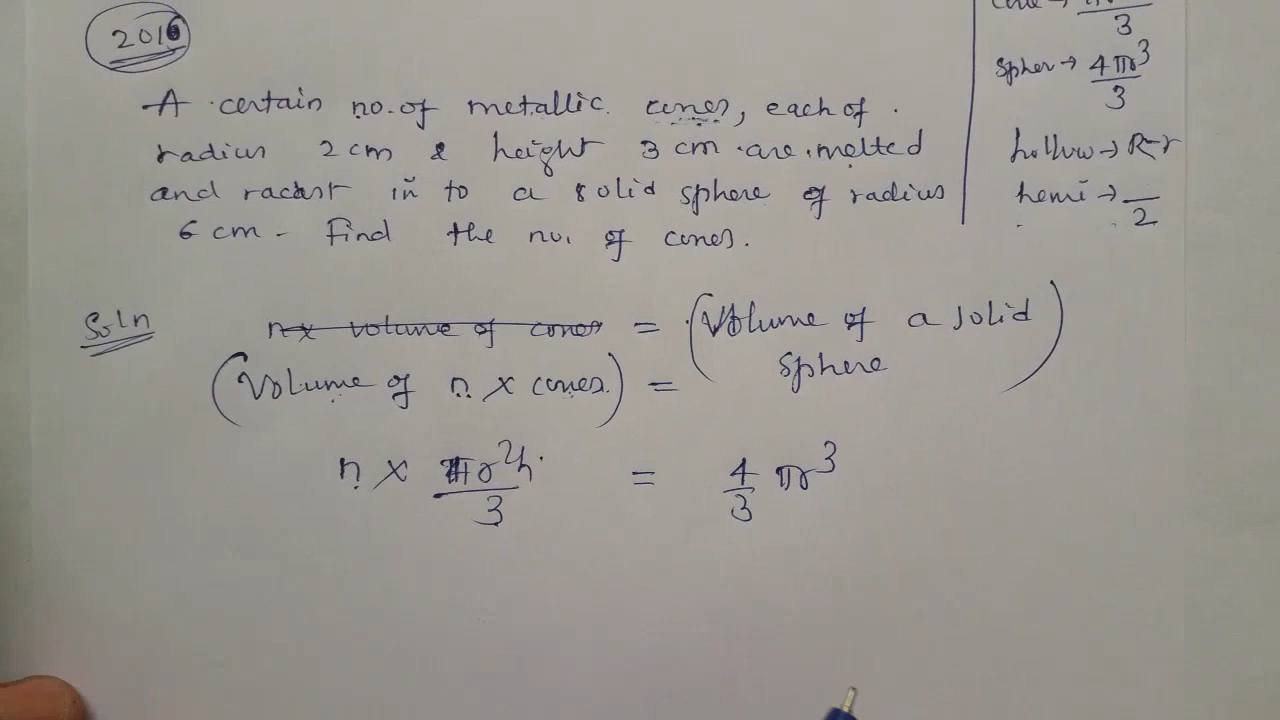 2016
A certain no. of metallic cones, each of
radius 2 cm & height 3 cm are melted
and recast in to a solid sphere of radius
6 cm - Find the no. of cones.
3
Spher → 4πr³
3
hollow → R-r
hemi → —
2
Soln
n× volume of cones = (Volume of a solid
sphere)
(Volume of n × cones.) =
n × πr²h = 4/3 πr³
3